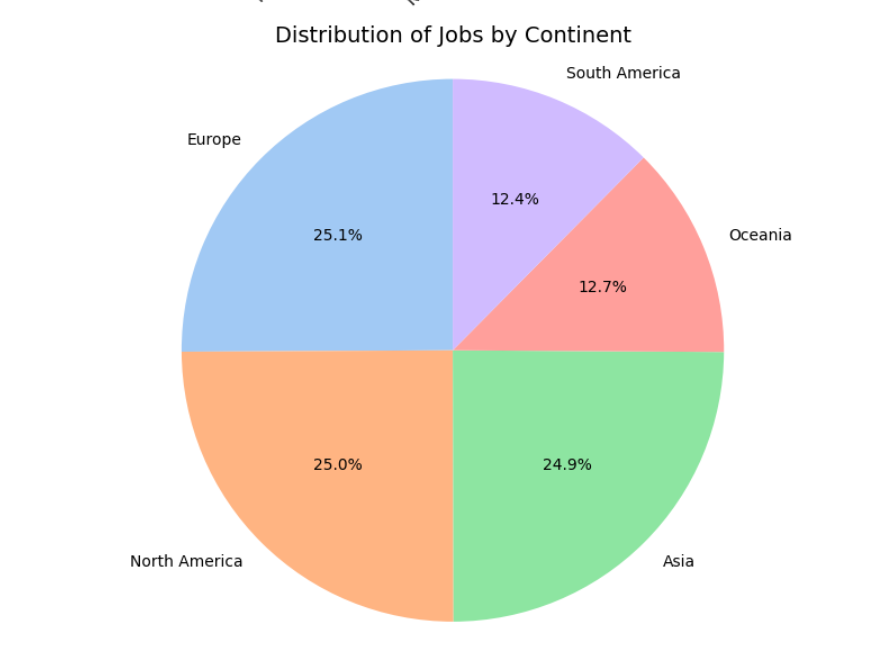 Distribution of Jobs by Continent
South America
Europe
12.4%
25.1%
Oceania
12.7%
25.0%
24.9%
North America
Asia